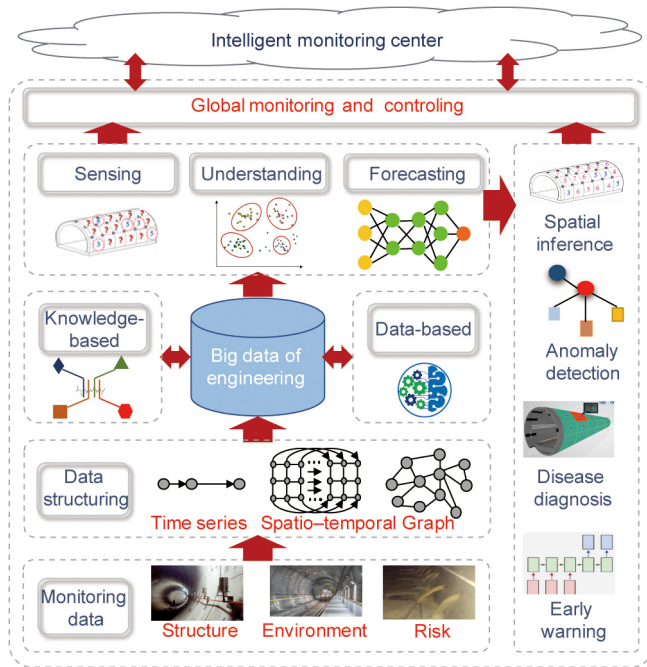 Intelligent monitoring center
Global monitoring and controling
Sensing
Understanding
Forecasting
Spatial
inference
Knowledge-
based
Big data of
engineering
Data-based
Anomaly
detection
Data
structuring
Time series
Spatio–temporal Graph
Disease
diagnosis
Monitoring
data
Structure
Environment
Risk
Early
warning